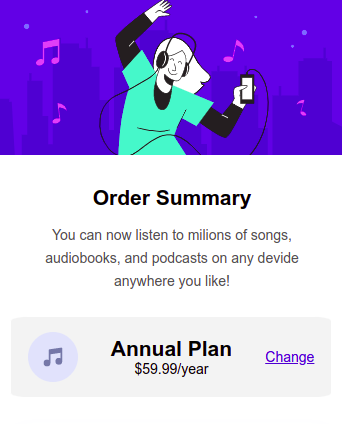 Order Summary
You can now listen to milions of songs,
audiobooks, and podcasts on any devide
anywhere you like!
Annual Plan
$59.99/year
Change